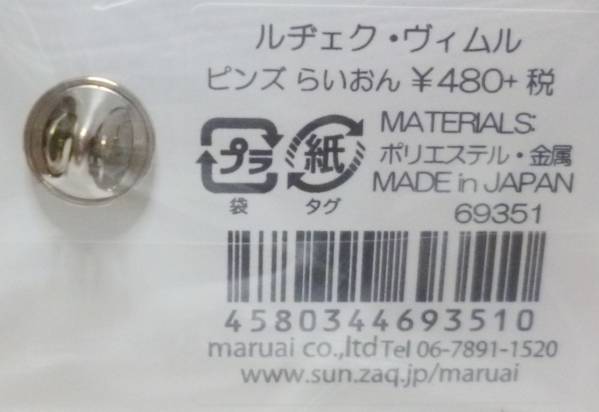 ルヂェク・ヴィムル
ピンズ らいおん ¥480+ 税
プラ
袋
紙
タグ
MATERIALS:
ポリエステル・金属
MADE in JAPAN
69351
4580344693510
maruai co.,ltd Tel 06-7891-1520
www.sun.zaq.jp/maruai